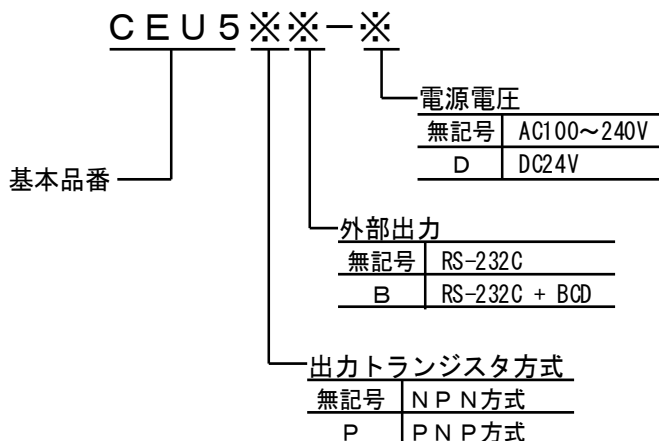 ＣＥＵ５※※－※
電源電圧
無記号 AC100～240V
Ｄ DC24V
基本品番
外部出力
無記号 RS-232C
Ｂ RS-232C + BCD
出力トランジスタ方式
無記号 ＮＰＮ方式
Ｐ ＰＮＰ方式